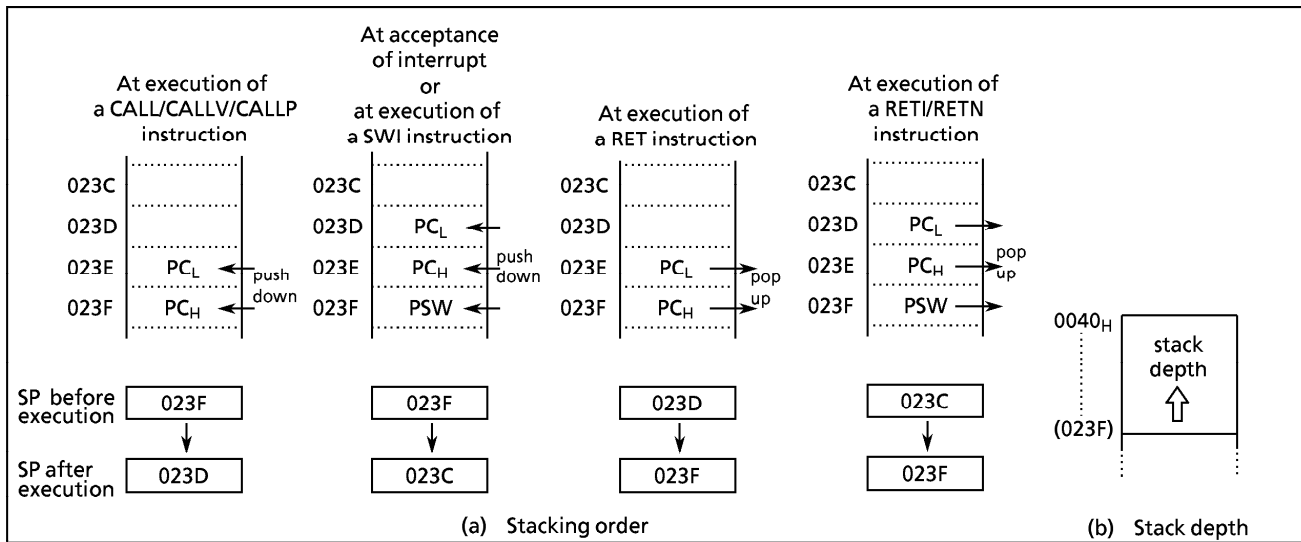 At execution of
a CALL/CALLV/CALLP
instruction
023C
023D
023E PCL push
023F PCH down
At acceptance
of interrupt
or
at execution of
a SWI instruction
023C
023D PCL
023E PCH push
023F PSW down
At execution of
a RET instruction
023C
023D
023E PCL pop
023F PCH up
At execution of
a RETI/RETN
instruction
023C
023D PCL
023E PCH pop
023F PSW up
SP before
execution
023F 023F 023D 023C
SP after
execution
023D 023C 023F 023F
(a) Stacking order
0040H
stack
depth
(023F)
(b) Stack depth